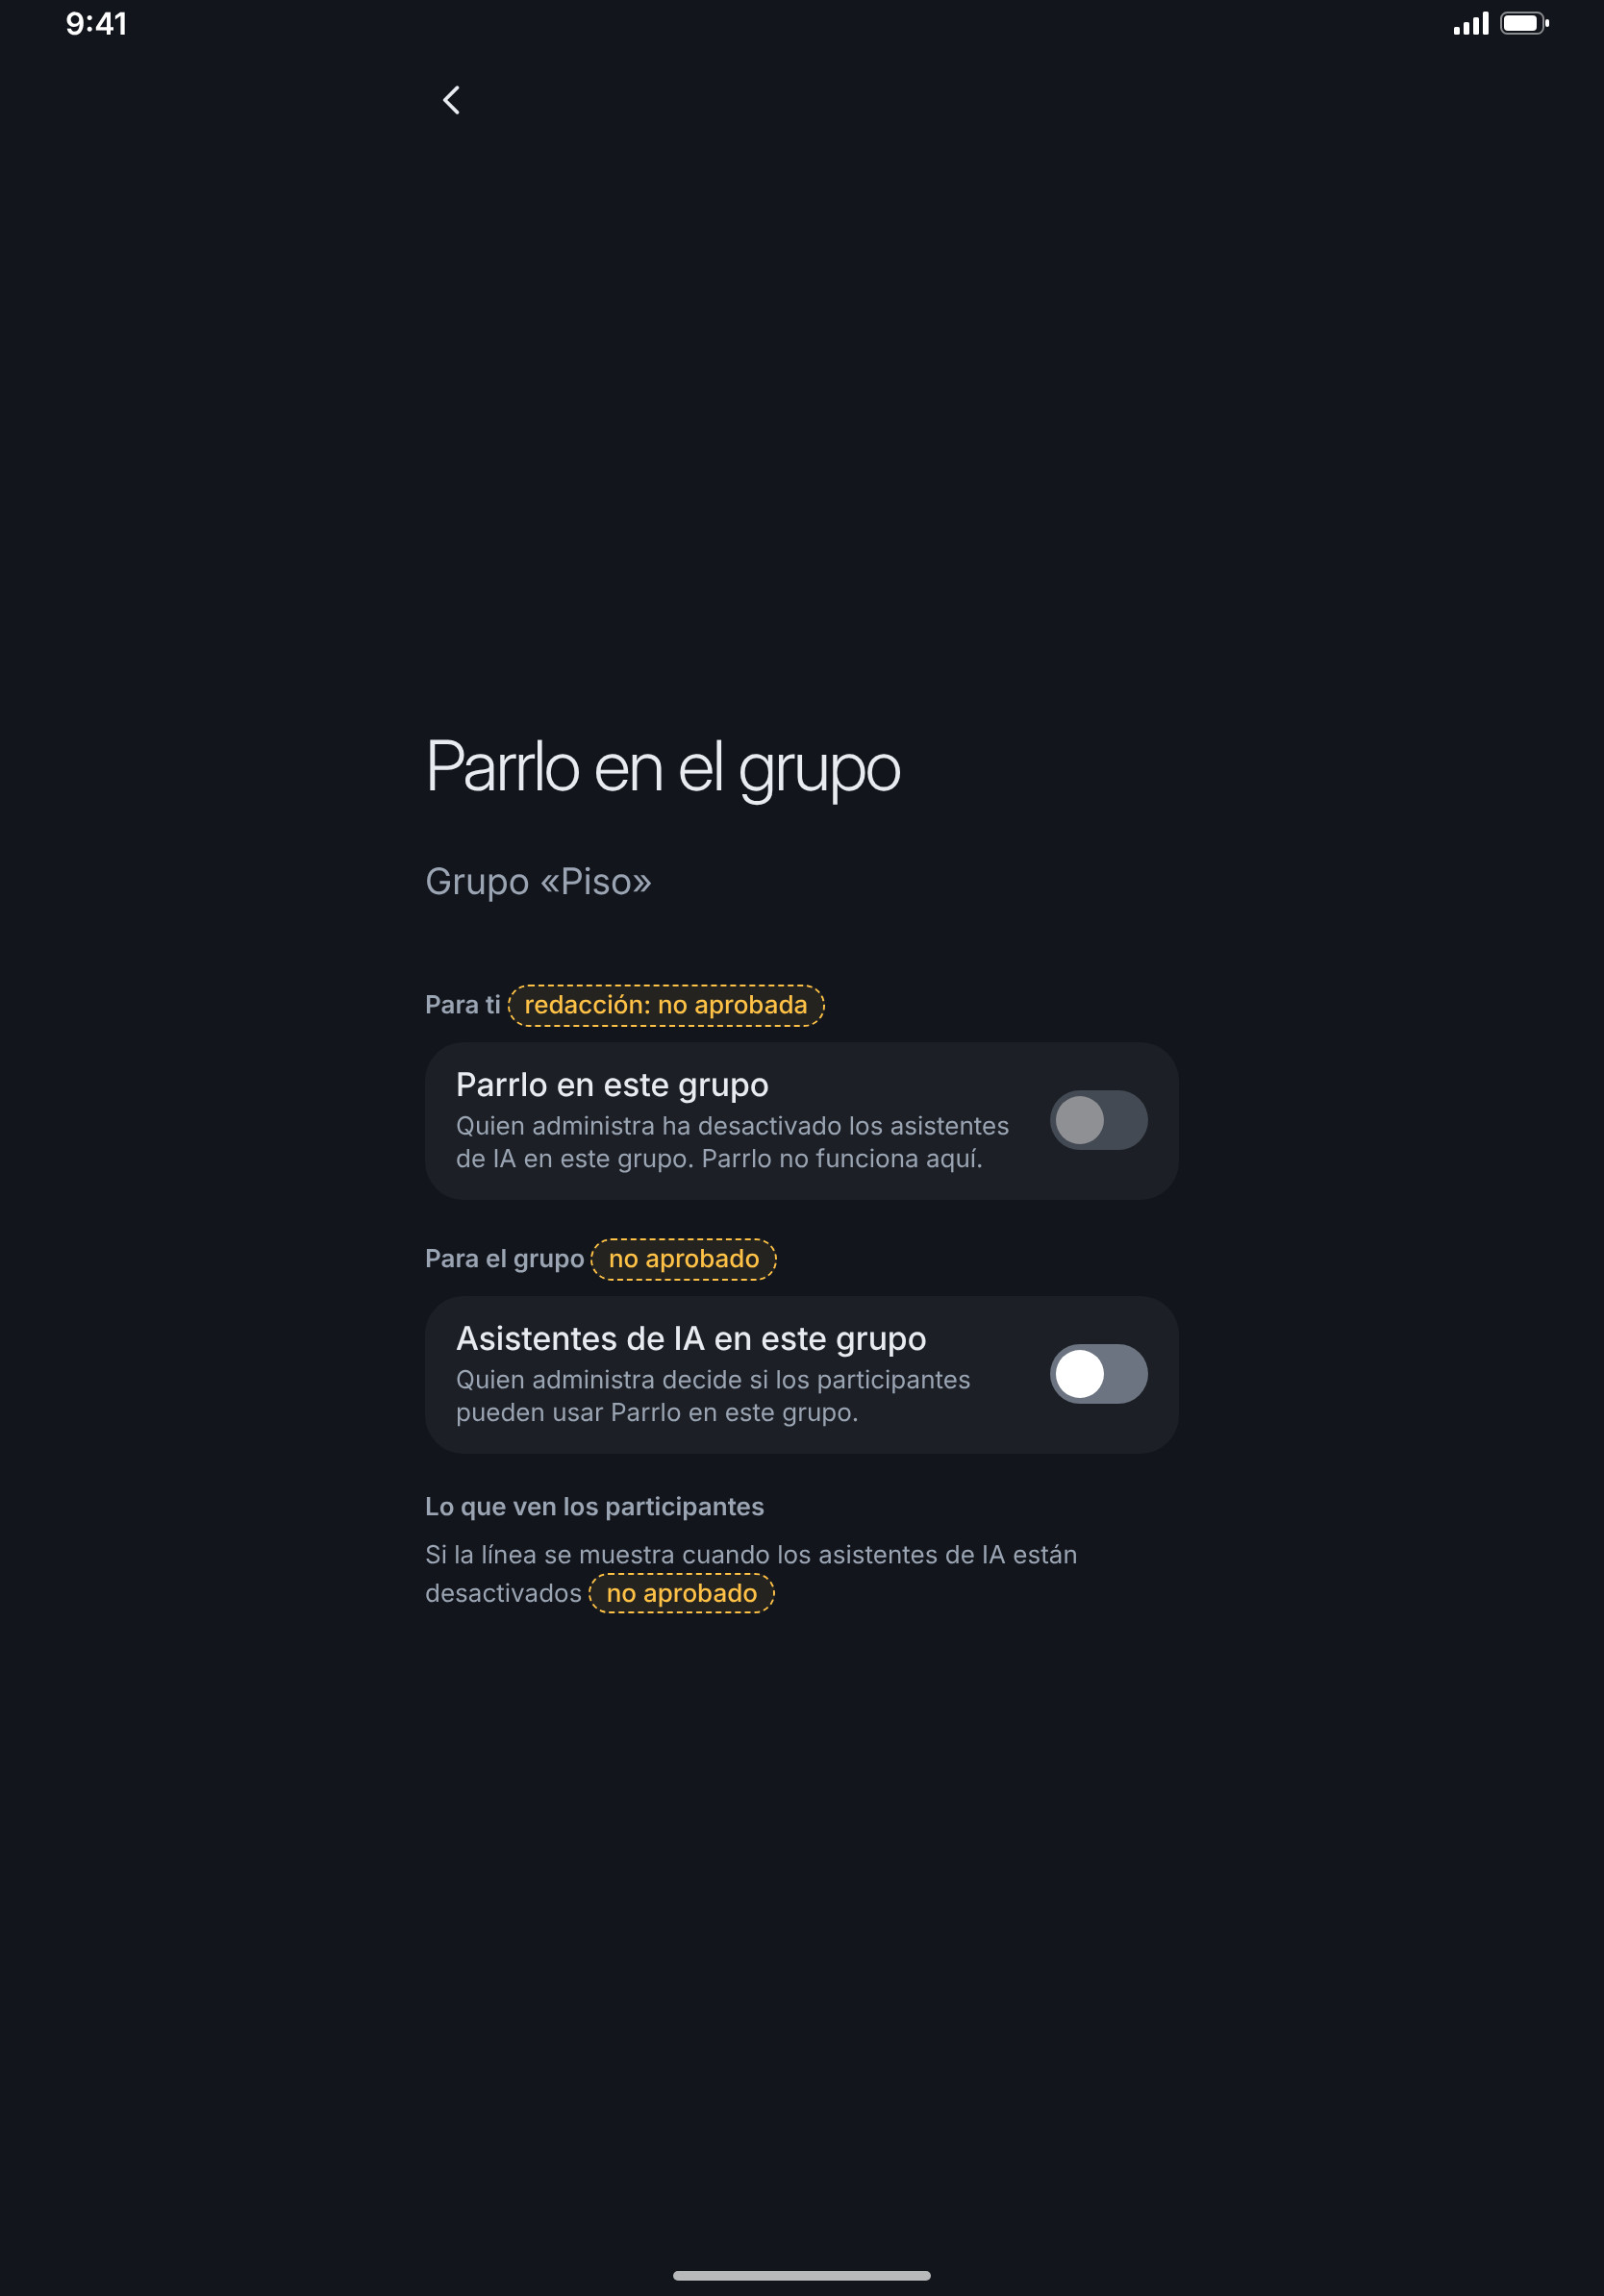 9:41
Parrlo en el grupo
Grupo «Piso»
Para ti redacción: no aprobada
Parrlo en este grupo
Quien administra ha desactivado los asistentes
de IA en este grupo. Parrlo no funciona aquí.
Para el grupo no aprobado
Asistentes de IA en este grupo
Quien administra decide si los participantes
pueden usar Parrlo en este grupo.
Lo que ven los participantes
Si la línea se muestra cuando los asistentes de IA están
desactivados no aprobado